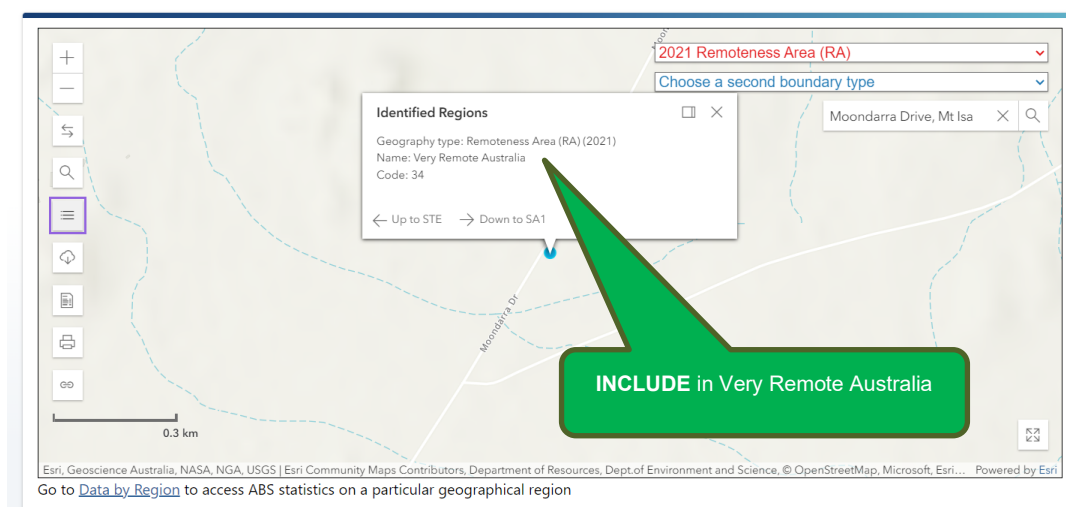 Moon
2021 Remoteness Area (RA)
Choose a second boundary type
Moondarra Drive, Mt Isa
Identified Regions
Geography type: Remoteness Area (RA) (2021)
Name: Very Remote Australia
Code: 34
Up to STE
Down to SA1
Moondarra Dr
INCLUDE in Very Remote Australia
0.3 km
Esri, Geoscience Australia, NASA, NGA, USGS | Esri Community Maps Contributors, Department of Resources, Dept.of Environment and Science, © OpenStreetMap, Microsoft, Esri… Powered by Esri
Go to Data by Region to access ABS statistics on a particular geographical region